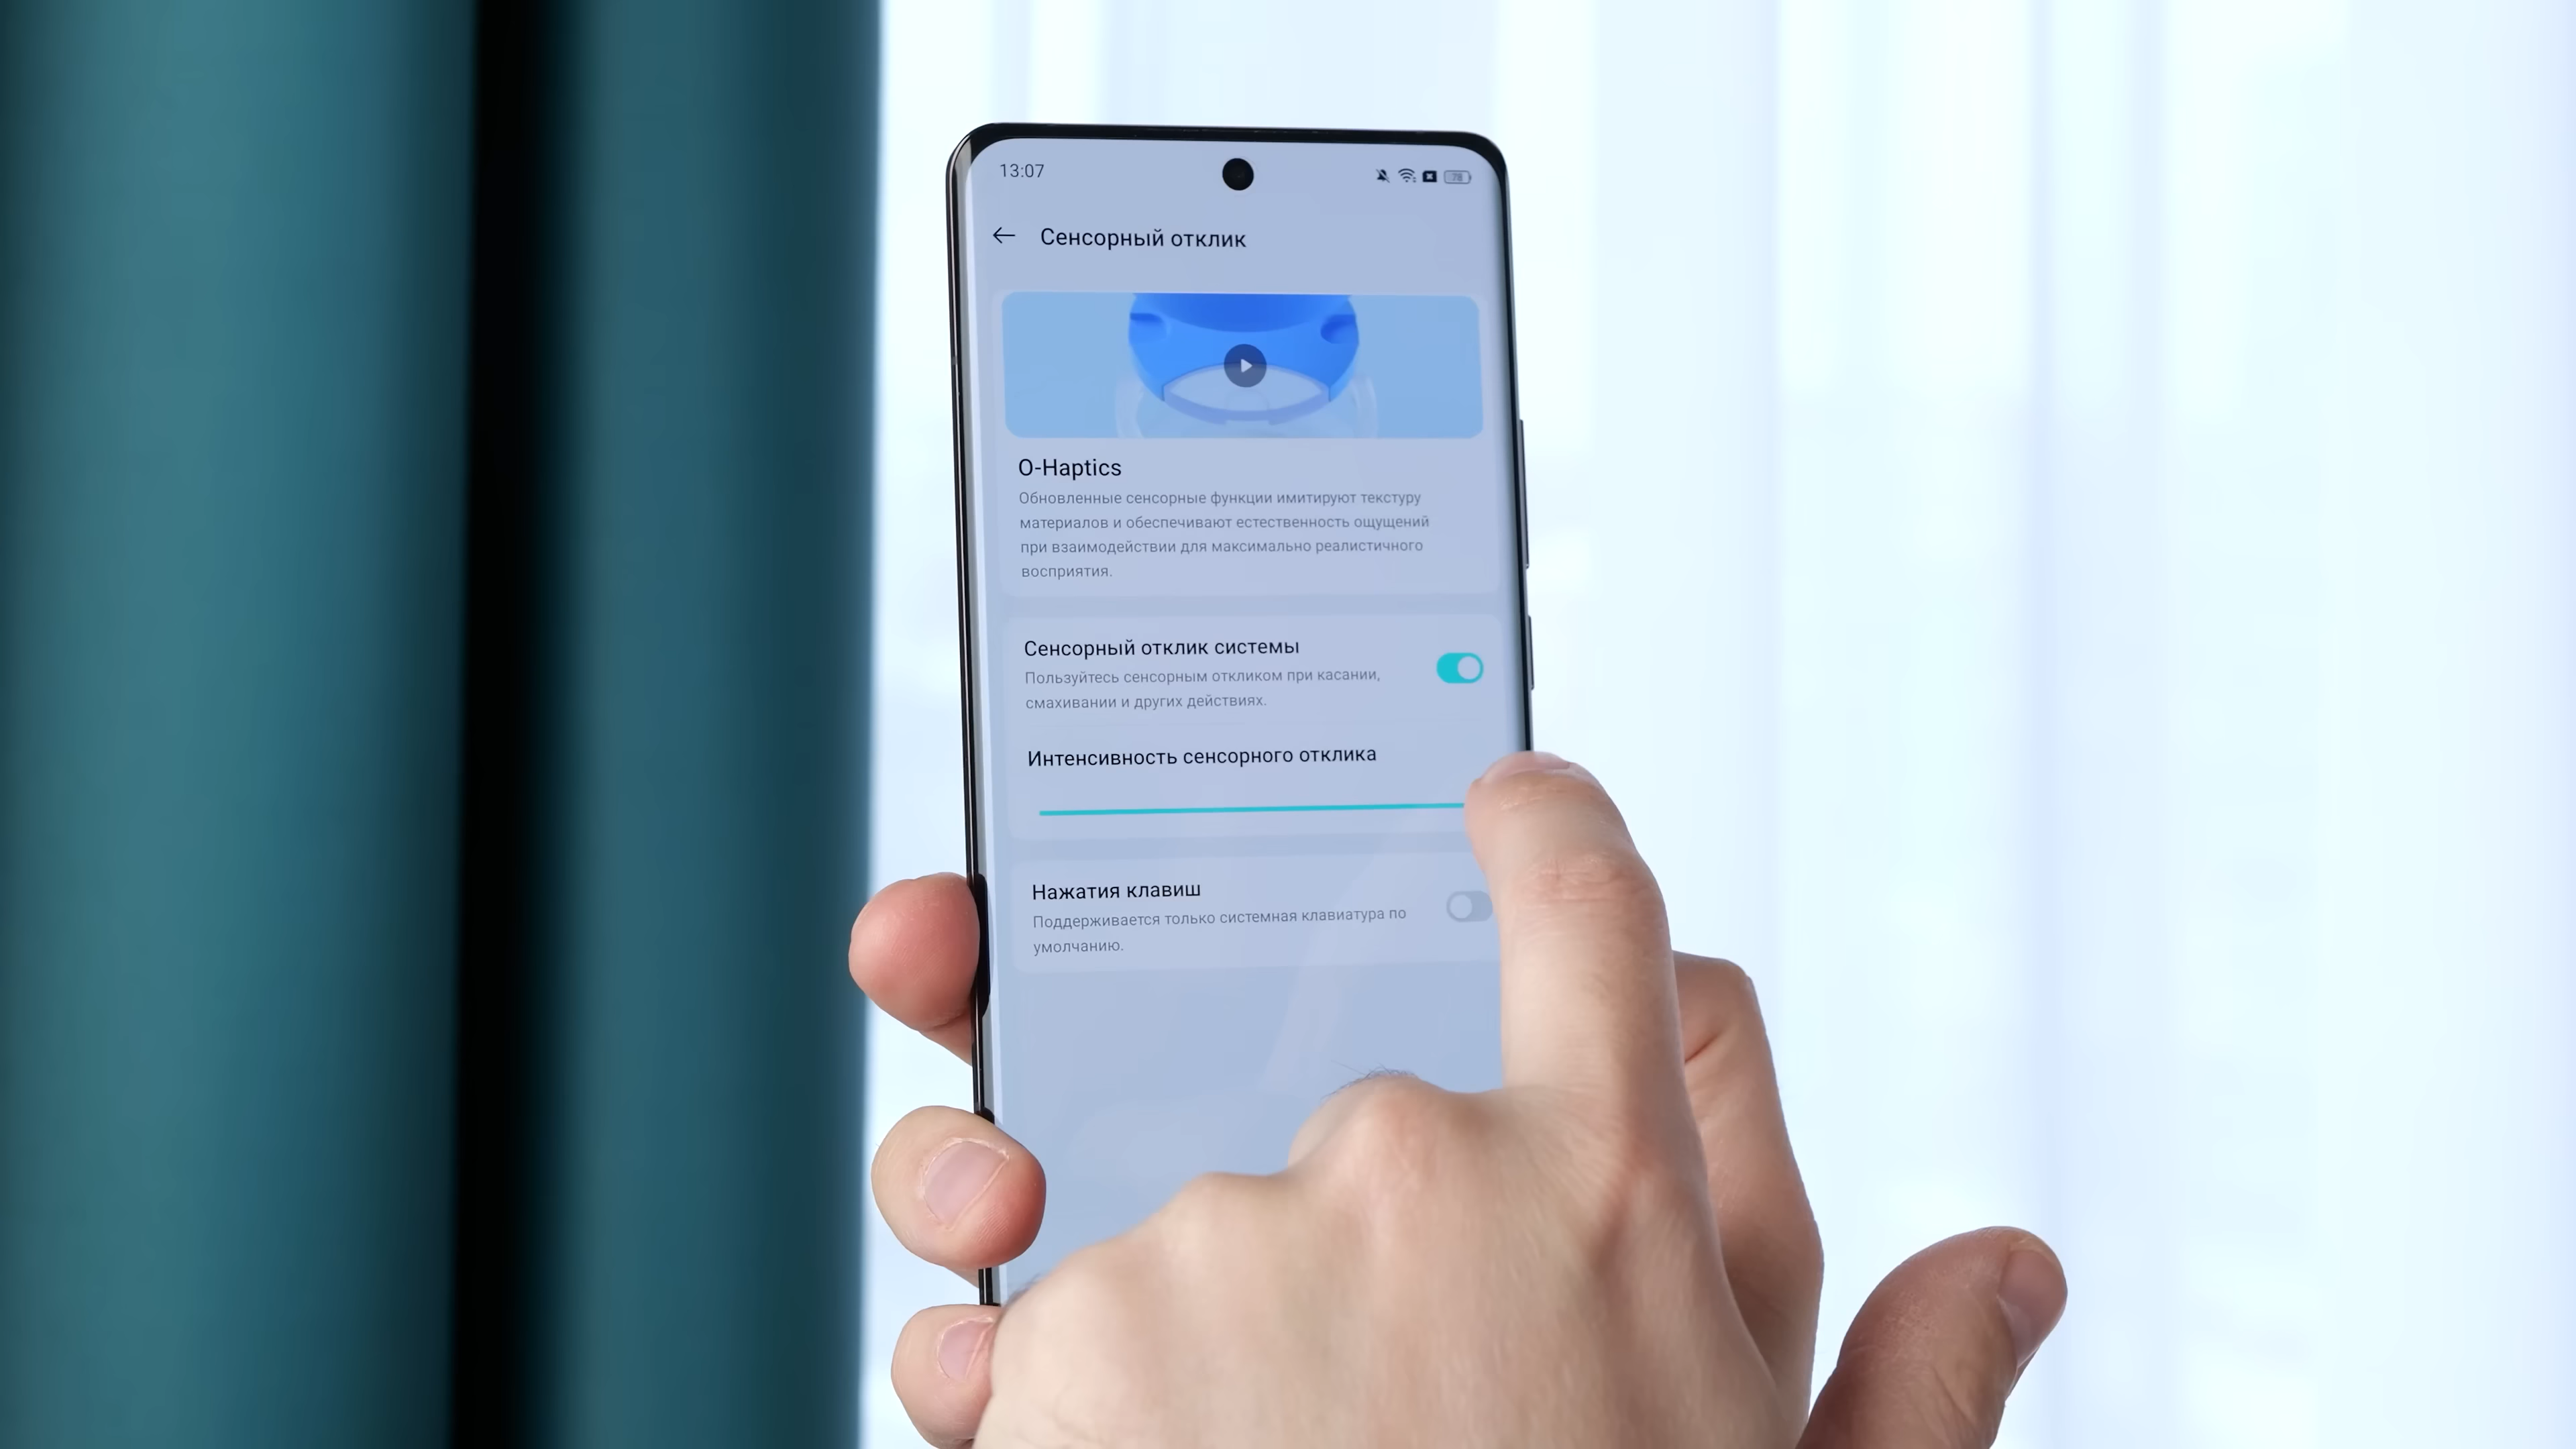 13:07
78
Сенсорный отклик
O-Haptics
Обновленные сенсорные функции имитируют текстуру
материалов и обеспечивают естественность ощущений
при взаимодействии для максимально реалистичного
восприятия.
Сенсорный отклик системы
Пользуйтесь сенсорным откликом при касании,
смахивании и других действиях.
Интенсивность сенсорного отклика
Нажатия клавиш
Поддерживается только системная клавиатура по
умолчанию.